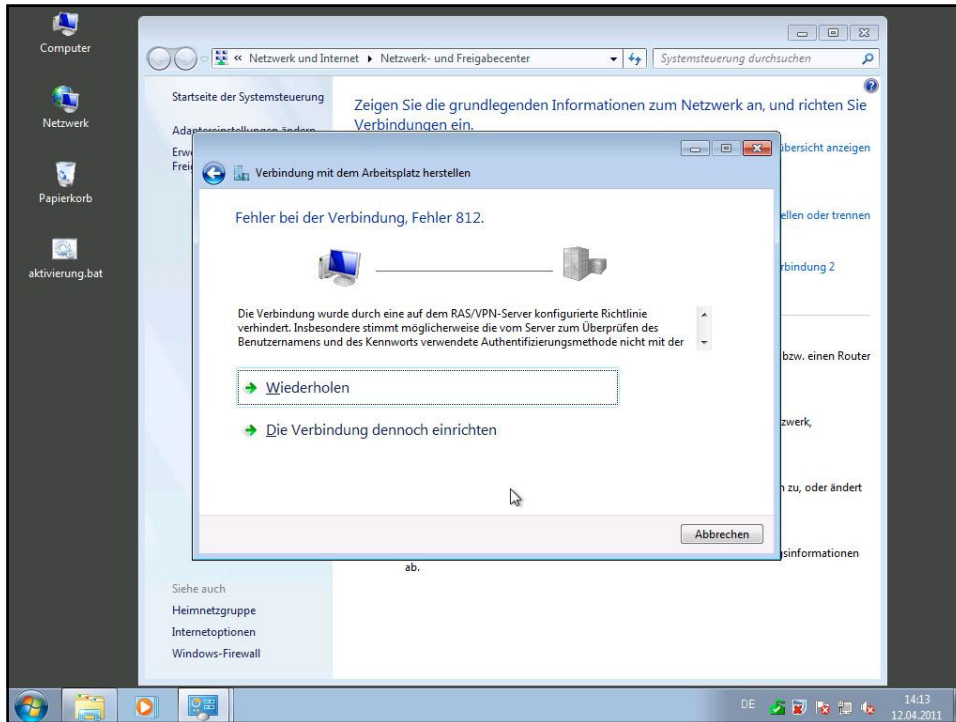 Computer
Netzwerk
Papierkorb
aktivierung.bat
« Netzwerk und Internet Netzwerk- und Freigabecenter
Systemsteuerung durchsuchen
Startseite der Systemsteuerung
Adaptereinstellungen ändern
Erwe
Frei
Zeigen Sie die grundlegenden Informationen zum Netzwerk an, und richten Sie
Verbindungen ein.
übersicht anzeigen
ellen oder trennen
rbindung 2
bzw. einen Router
zwerk,
n zu, oder ändert
gsinformationen
ab.
Verbindung mit dem Arbeitsplatz herstellen
Fehler bei der Verbindung, Fehler 812.
Die Verbindung wurde durch eine auf dem RAS/VPN-Server konfigurierte Richtlinie
verhindert. Insbesondere stimmt möglicherweise die vom Server zum Überprüfen des
Benutzernamens und des Kennworts verwendete Authentifizierungsmethode nicht mit der
Wiederholen
Die Verbindung dennoch einrichten
Abbrechen
Siehe auch
Heimnetzgruppe
Internetoptionen
Windows-Firewall
DE
14:13
12.04.2011